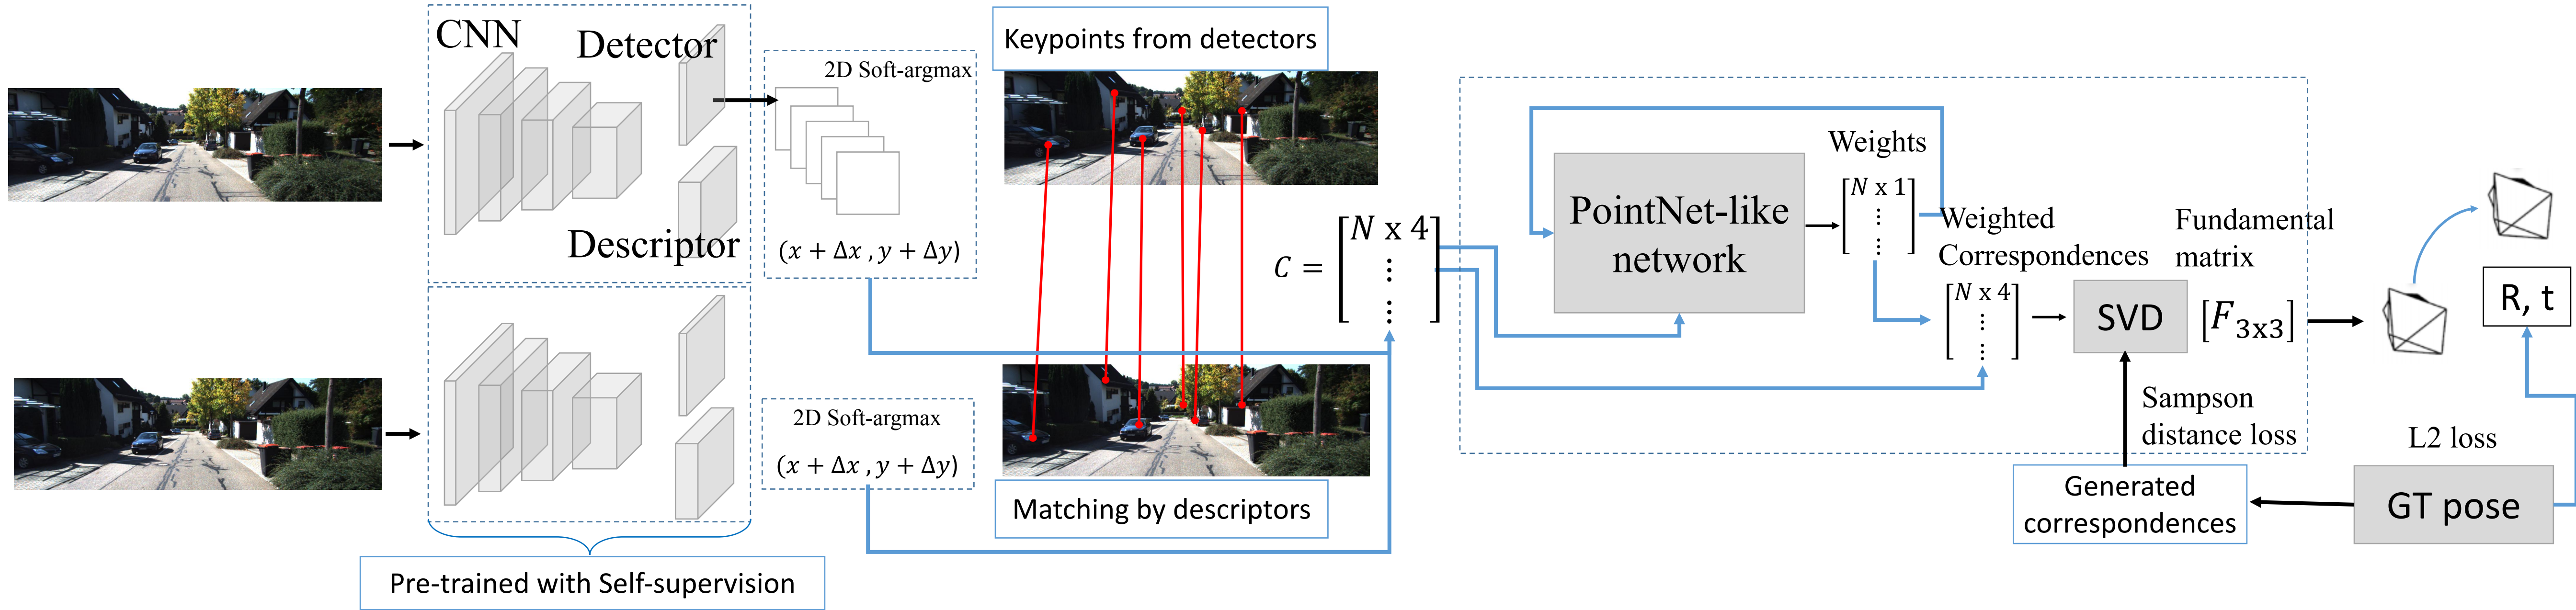 CNN
Detector
Descriptor
2D Soft-argmax
(x + Δx , y + Δy)
2D Soft-argmax
(x + Δx , y + Δy)
Pre-trained with Self-supervision
Keypoints from detectors
Matching by descriptors
C = [N x 4]
PointNet-like
network
Weights
[N x 1]
Weighted
Correspondences
[N x 4]
SVD
Fundamental
matrix
[F3x3]
Sampson
distance loss
Generated
correspondences
R, t
L2 loss
GT pose